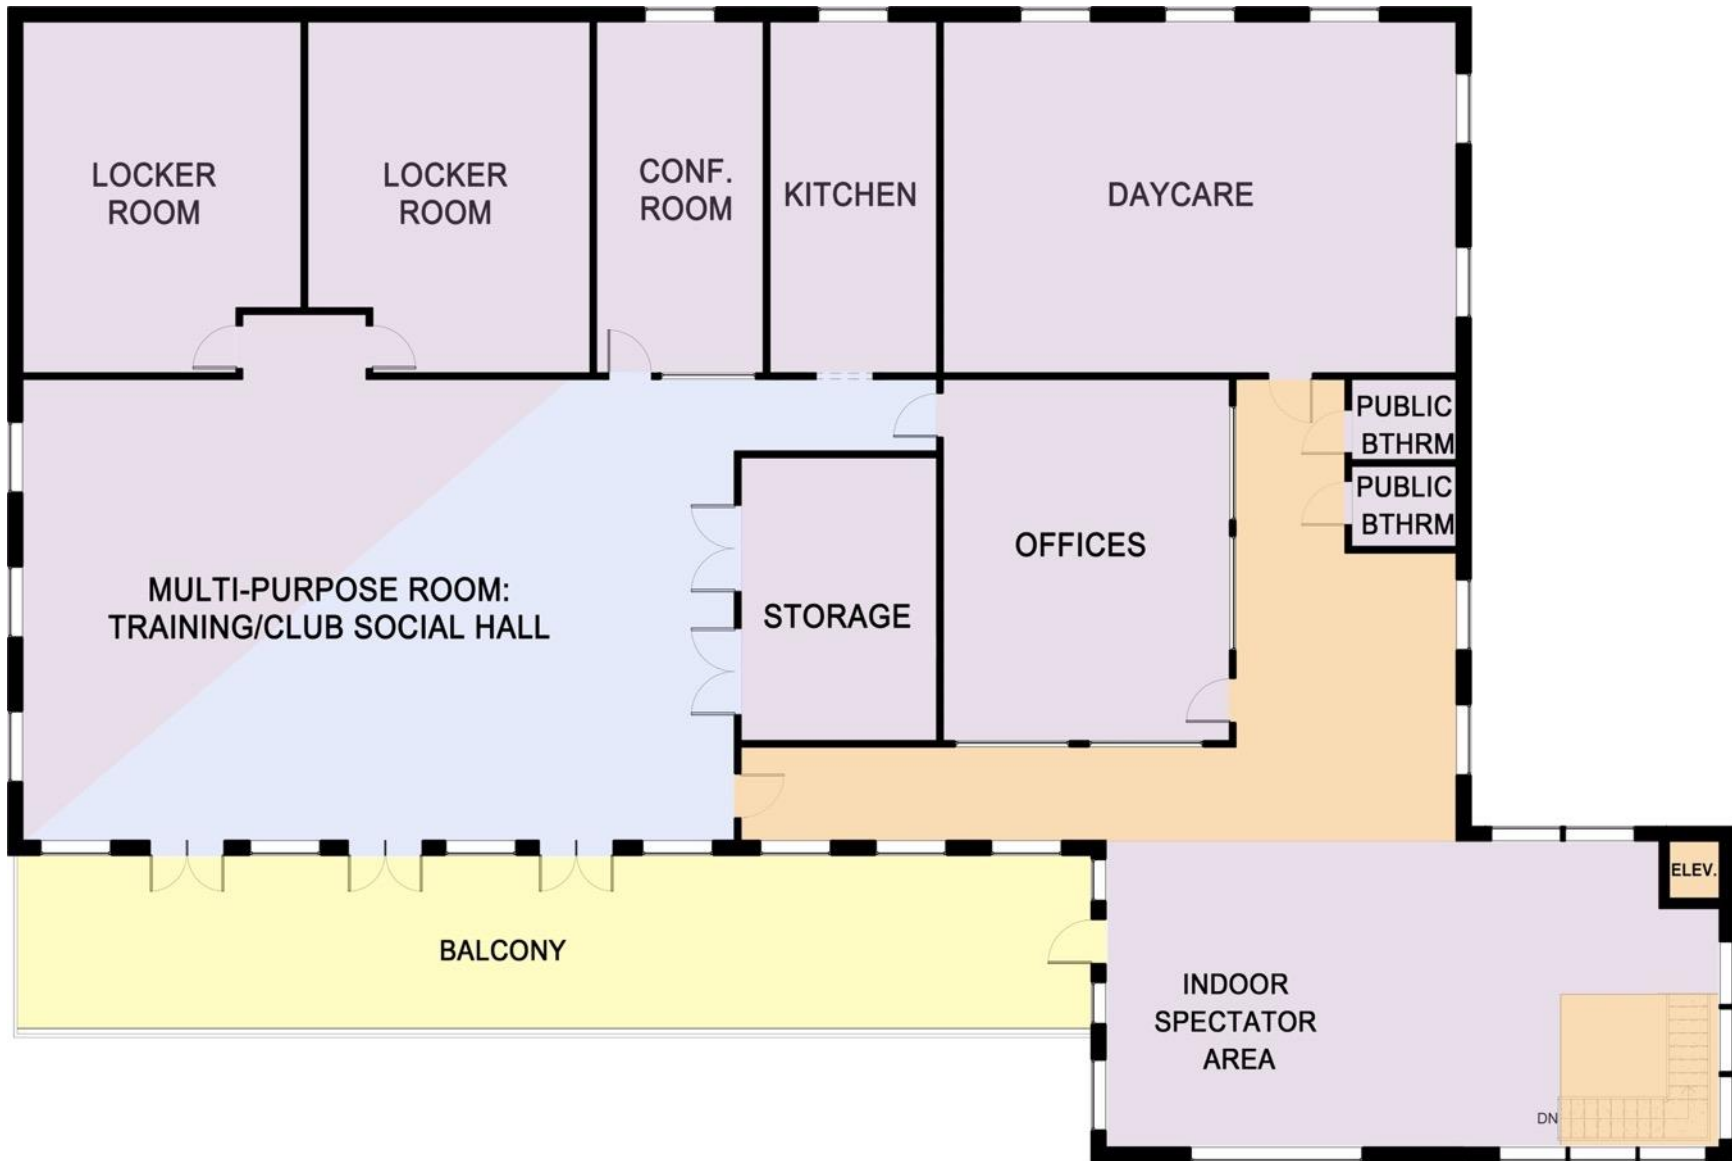 LOCKER
ROOM
LOCKER
ROOM
CONF.
ROOM
KITCHEN
DAYCARE
PUBLIC
BTHRM
PUBLIC
BTHRM
OFFICES
STORAGE
MULTI-PURPOSE ROOM:
TRAINING/CLUB SOCIAL HALL
ELEV.
BALCONY
INDOOR
SPECTATOR
AREA
DN